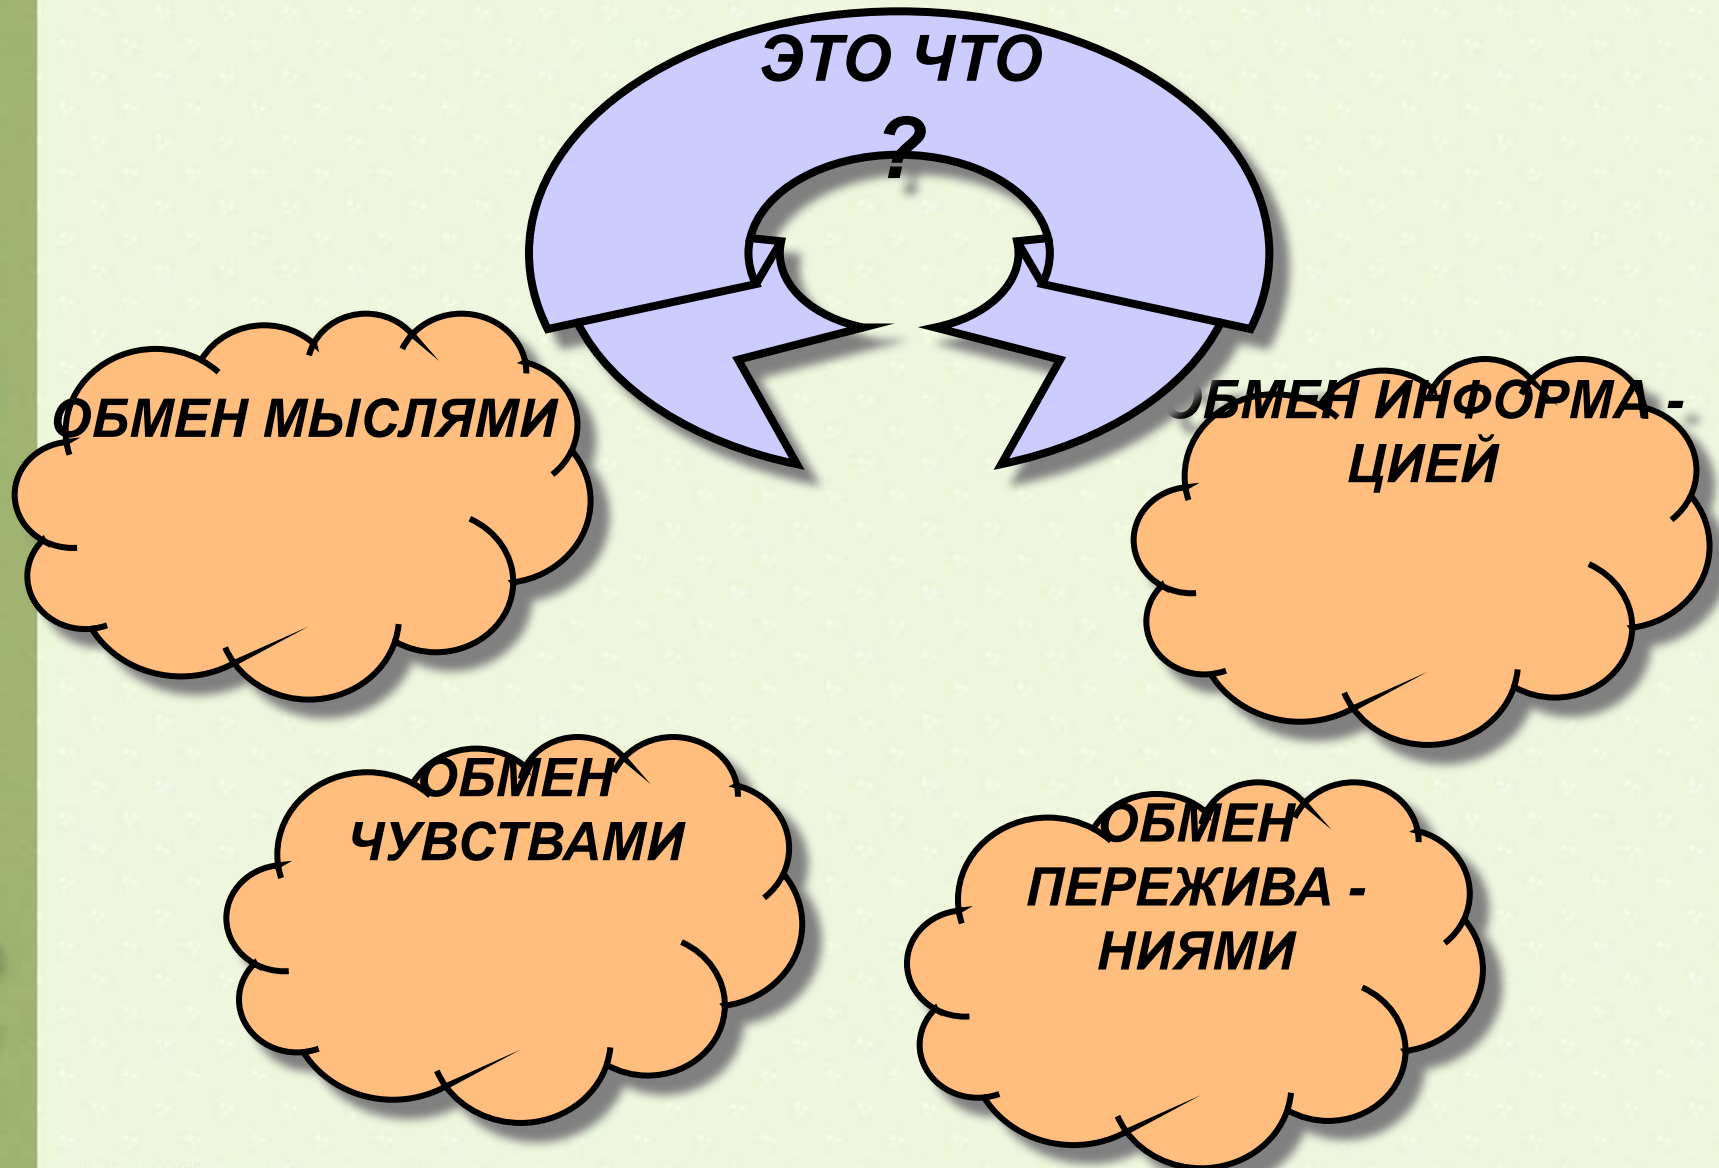 ЭТО ЧТО
?
ОБМЕН МЫСЛЯМИ
ОБМЕН ИНФОРМА -
ЦИЕЙ
ОБМЕН
ЧУВСТВАМИ
ОБМЕН
ПЕРЕЖИВА -
НИЯМИ